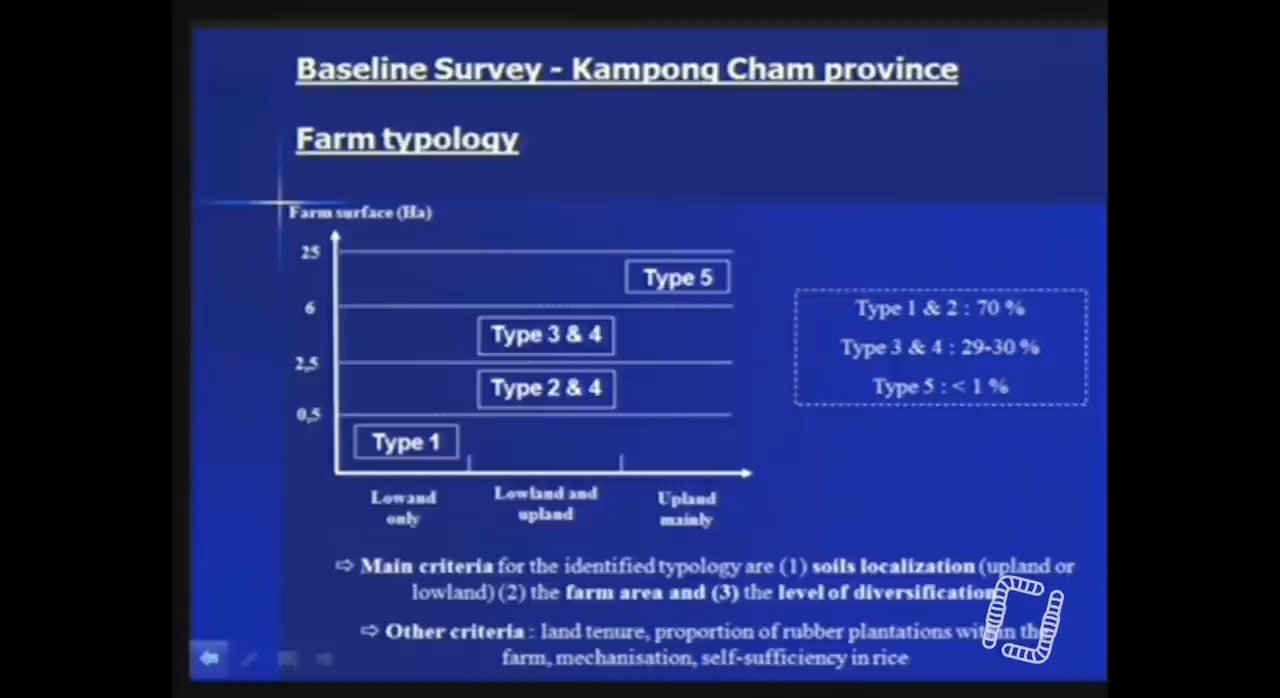 Baseline Survey - Kampong Cham province
Farm typology
Farm surface (Ha)
25
Type 5
6
Type 3 & 4
2,5
Type 2 & 4
0,5
Type 1
Lowand only
Lowland and upland
Upland mainly
Type 1 & 2 : 70 %
Type 3 & 4 : 29-30 %
Type 5 : < 1 %
⇨ Main criteria for the identified typology are (1) soils localization (upland or
lowland) (2) the farm area and (3) the level of diversification
⇨ Other criteria : land tenure, proportion of rubber plantations within the
farm, mechanisation, self-sufficiency in rice